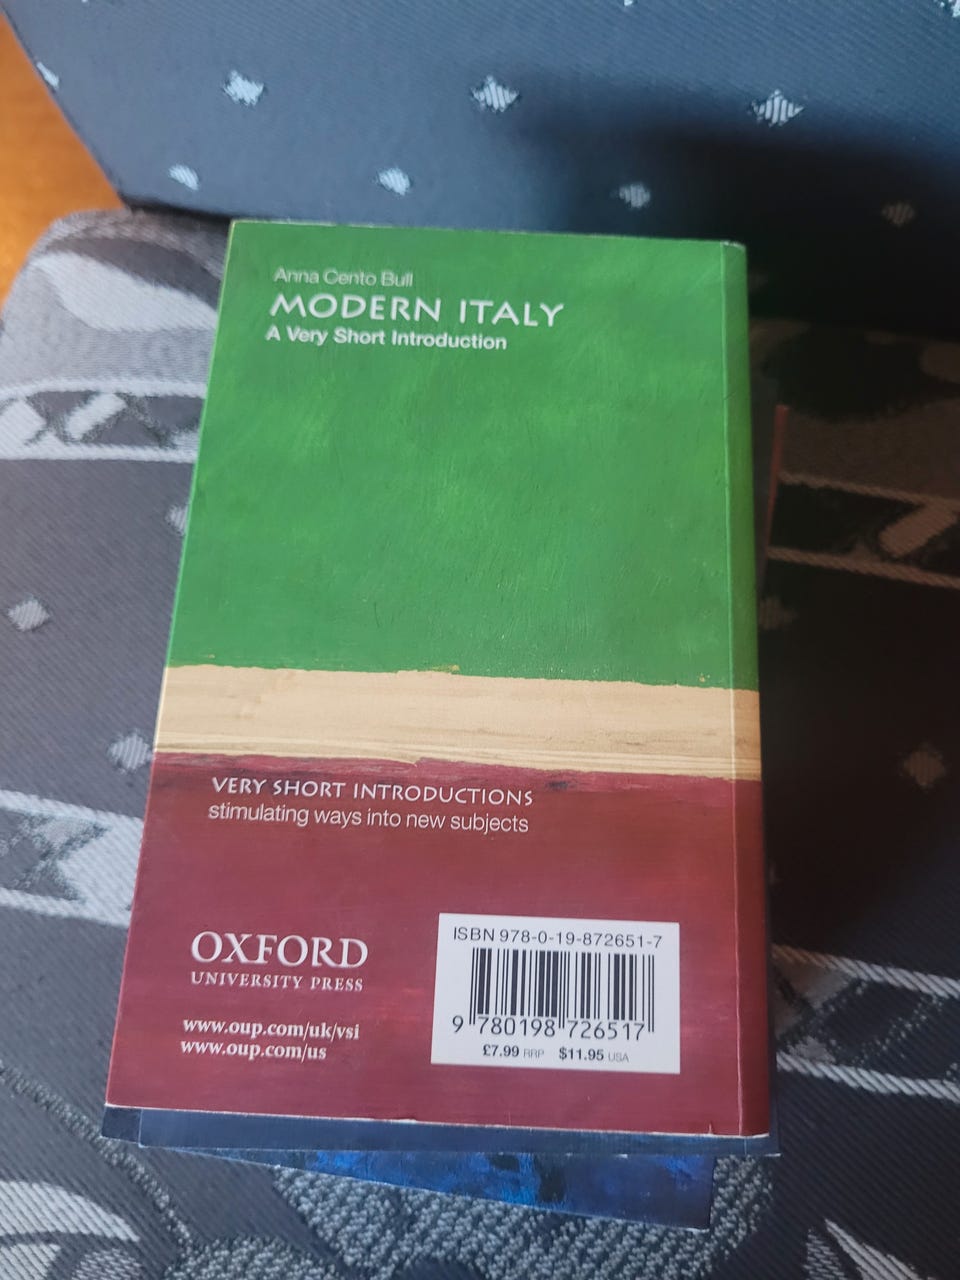 Anna Cento Bull
MODERN ITALY
A Very Short Introduction
VERY SHORT INTRODUCTIONS
stimulating ways into new subjects
OXFORD
UNIVERSITY PRESS
www.oup.com/uk/vsi
www.oup.com/us
ISBN 978-0-19-872651-7
9 780198 726517
£7.99 RRP $11.95 USA